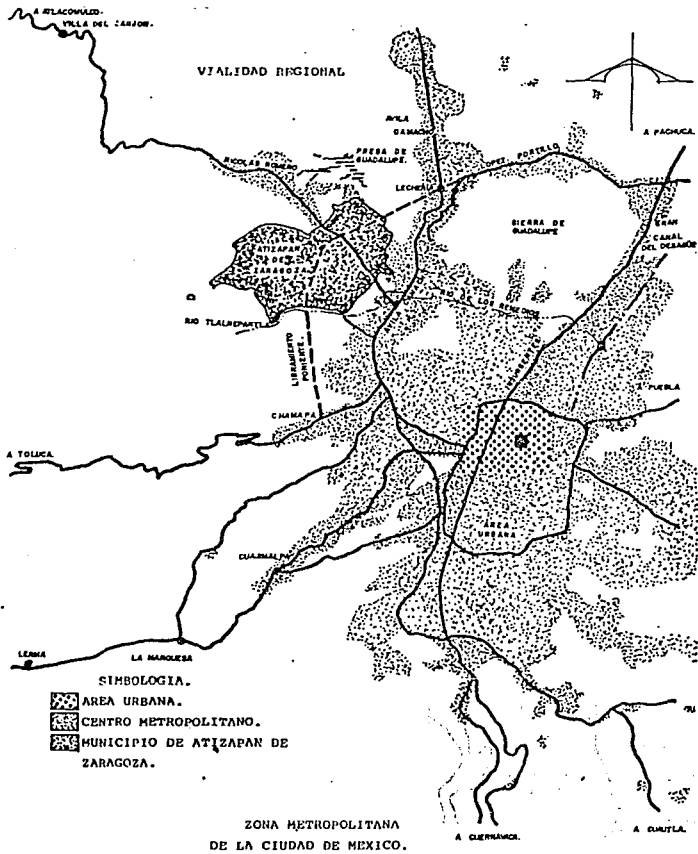 A ATLACOMULCO.
VILLA DEL CARBON.
VIALIDAD REGIONAL
AVILA
CAMACHO
A PACHUCA.
NICOLAS ROMERO
PRESA DE
GUADALUPE.
LOPEZ PORTILLO
LECHERIA
SIERRA DE
GUADALUPE
GRAN
CANAL
DEL DESAGÜE
ATIZAPAN
DE
ZARAGOZA
DE LOS REMEDIOS
RIO TLALNEPANTLA
LIBRAMIENTO
PONIENTE.
INSURGENTES
CHAMAPA
A PUEBLA
A TOLUCA.
AREA
URBANA
CUAJIMALPA
LERMA
LA MARQUESA
SIMBOLOGIA.
AREA URBANA.
CENTRO METROPOLITANO.
MUNICIPIO DE ATIZAPAN DE
ZARAGOZA.
ZONA METROPOLITANA
DE LA CIUDAD DE MEXICO.
A CUERNAVACA.
A CUAUTLA.